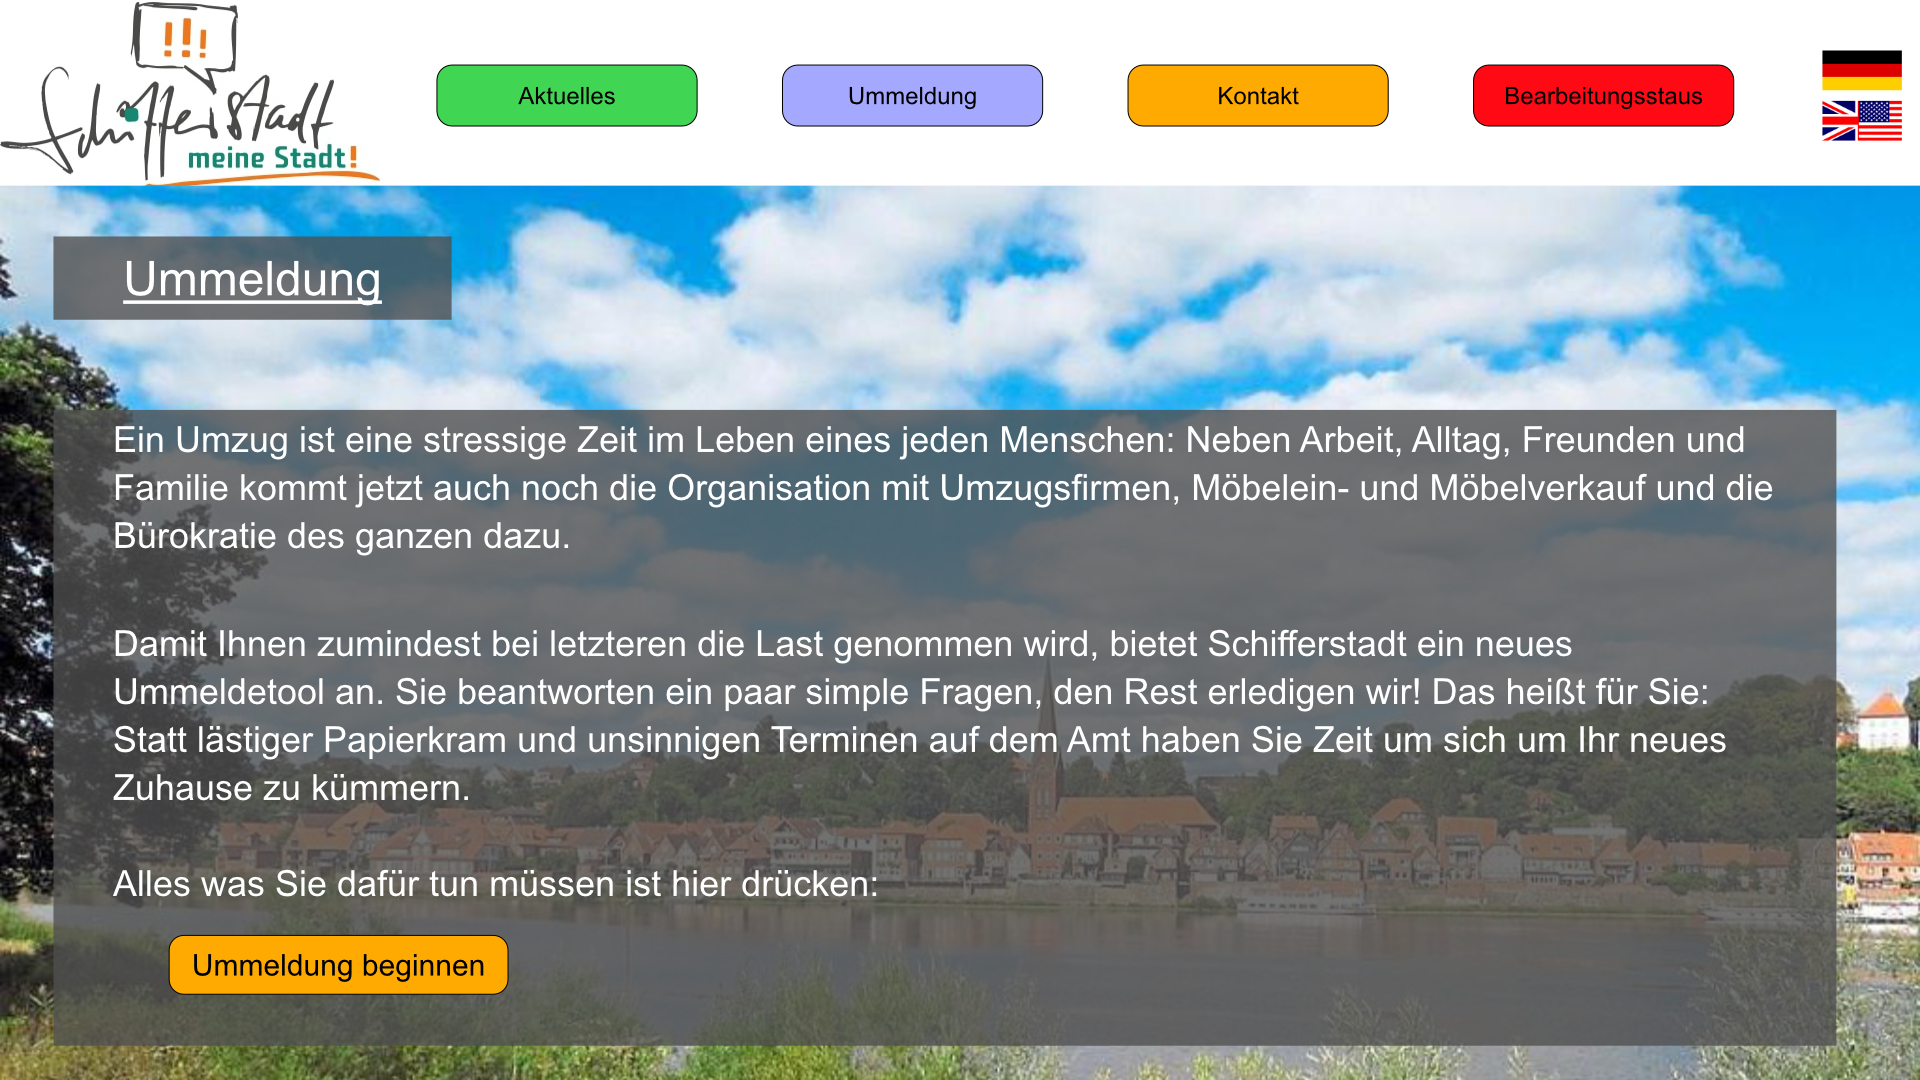 !!!
Schifferstadt
meine Stadt!
Aktuelles
Ummeldung
Kontakt
Bearbeitungsstaus
Ummeldung
Ein Umzug ist eine stressige Zeit im Leben eines jeden Menschen: Neben Arbeit, Alltag, Freunden und
Familie kommt jetzt auch noch die Organisation mit Umzugsfirmen, Möbelein- und Möbelverkauf und die
Bürokratie des ganzen dazu.
Damit Ihnen zumindest bei letzteren die Last genommen wird, bietet Schifferstadt ein neues
Ummeldetool an. Sie beantworten ein paar simple Fragen, den Rest erledigen wir! Das heißt für Sie:
Statt lästiger Papierkram und unsinnigen Terminen auf dem Amt haben Sie Zeit um sich um Ihr neues
Zuhause zu kümmern.
Alles was Sie dafür tun müssen ist hier drücken:
Ummeldung beginnen